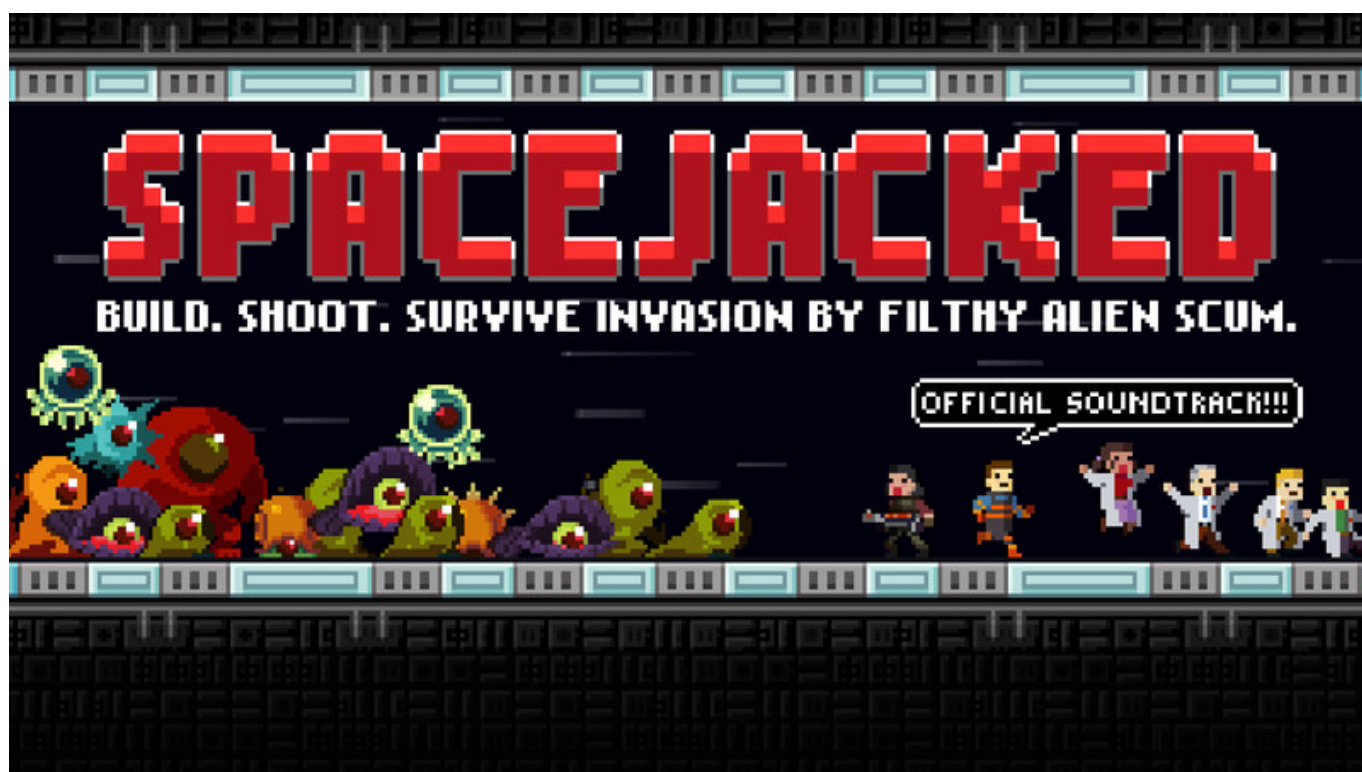 SPACEJACKED
BUILD. SHOOT. SURVIVE INVASION BY FILTHY ALIEN SCUM.
OFFICIAL SOUNDTRACK!!!